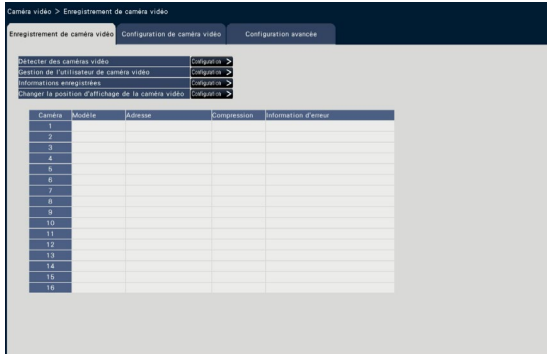 Caméra vidéo > Enregistrement de caméra vidéo
Enregistrement de caméra vidéo Configuration de caméra vidéo Configuration avancée
Détecter des caméras vidéo Configuration >
Gestion de l'utilisateur de caméra vidéo Configuration >
Informations enregistrées Configuration >
Changer la position d'affichage de la caméra vidéo Configuration >
Caméra Modèle Adresse Compression Information d'erreur
1
2
3
4
5
6
7
8
9
10
11
12
13
14
15
16